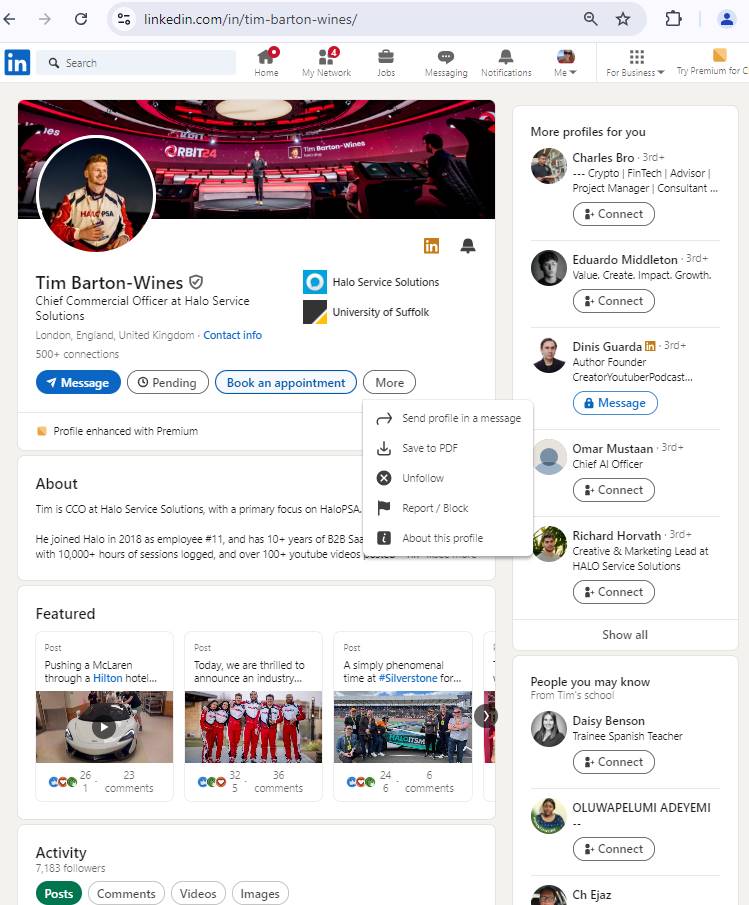 linkedin.com/in/tim-barton-wines/
in
Search
Home
4
My Network
Jobs
Messaging
Notifications
Me
For Business
Try Premium for C
ORBIT24
Tim Barton-Wines
HALO PSA
in
Tim Barton-Wines
Chief Commercial Officer at Halo Service
Solutions
London, England, United Kingdom · Contact info
500+ connections
Halo Service Solutions
University of Suffolk
Message
Pending
Book an appointment
More
Send profile in a message
Save to PDF
Unfollow
Report / Block
About this profile
Profile enhanced with Premium
About
Tim is CCO at Halo Service Solutions, with a primary focus on HaloPSA.
He joined Halo in 2018 as employee #11, and has 10+ years of B2B Saa
with 10,000+ hours of sessions logged, and over 100+ youtube videos posted
Featured
Post
Pushing a McLaren
through a Hilton hotel...
26
1
·
23
comments
Post
Today, we are thrilled to
announce an industry...
32
5
·
36
comments
Post
A simply phenomenal
time at #Silverstone for...
HALOITSM
24
6
·
6
comments
Activity
7,183 followers
Posts
Comments
Videos
Images
More profiles for you
Charles Bro · 3rd+
--- Crypto | FinTech | Advisor |
Project Manager | Consultant ...
Connect
Eduardo Middleton · 3rd+
Value. Create. Impact. Growth.
Connect
Dinis Guarda in · 3rd+
Author Founder
CreatorYoutuberPodcast...
Message
Omar Mustaan · 3rd+
Chief AI Officer
Connect
Richard Horvath · 3rd+
Creative & Marketing Lead at
HALO Service Solutions
Connect
Show all
People you may know
From Tim's school
Daisy Benson
Trainee Spanish Teacher
Connect
OLUWAPELUMI ADEYEMI
--
Connect
Ch Ejaz